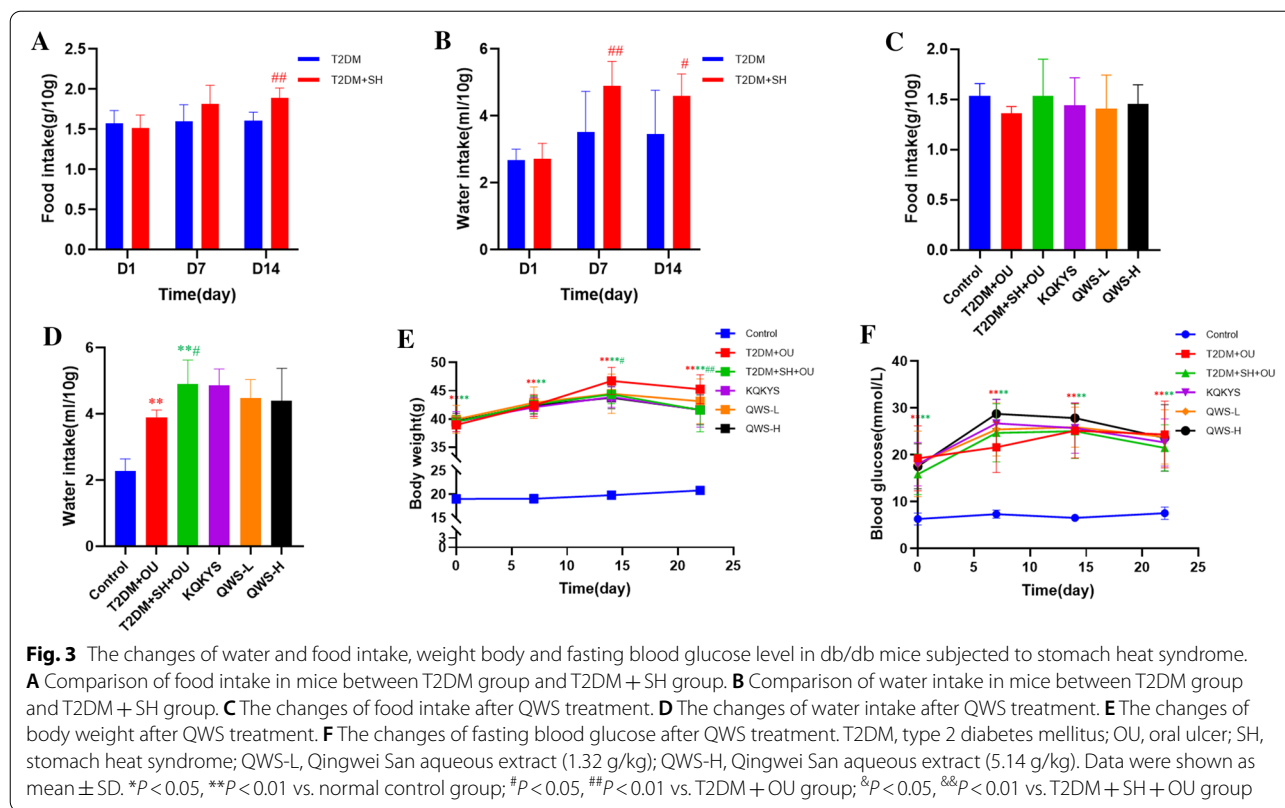 A
T2DM
T2DM+SH
Food intake(g/10g)
2.5
2.0
1.5
1.0
0.5
0.0
##
D1 D7 D14
Time(day)
B
T2DM
T2DM+SH
Water intake(ml/10g)
6
4
2
0
##
#
D1 D7 D14
Time(day)
C
Food intake(g/10g)
2.0
1.5
1.0
0.5
0.0
Control
T2DM+OU
T2DM+SH+OU
KQKYS
QWS-L
QWS-H
D
Water intake(ml/10g)
6
4
2
0
**
**#
Control
T2DM+OU
T2DM+SH+OU
KQKYS
QWS-L
QWS-H
E
Control
T2DM+OU
T2DM+SH+OU
KQKYS
QWS-L
QWS-H
Body weight(g)
50
45
40
35
30
25
20
15
3
0
****
****
****#
****##
0 5 10 15 20 25
Time(day)
F
Control
T2DM+OU
T2DM+SH+OU
KQKYS
QWS-L
QWS-H
Blood glucose(mmol/L)
40
30
20
10
0
****
****
****
****
0 5 10 15 20 25
Time(day)
Fig. 3 The changes of water and food intake, weight body and fasting blood glucose level in db/db mice subjected to stomach heat syndrome.
A Comparison of food intake in mice between T2DM group and T2DM + SH group. B Comparison of water intake in mice between T2DM group
and T2DM + SH group. C The changes of food intake after QWS treatment. D The changes of water intake after QWS treatment. E The changes of
body weight after QWS treatment. F The changes of fasting blood glucose after QWS treatment. T2DM, type 2 diabetes mellitus; OU, oral ulcer; SH,
stomach heat syndrome; QWS-L, Qingwei San aqueous extract (1.32 g/kg); QWS-H, Qingwei San aqueous extract (5.14 g/kg). Data were shown as
mean ± SD. *P < 0.05, **P < 0.01 vs. normal control group; #P < 0.05, ##P < 0.01 vs. T2DM + OU group; &P < 0.05, &&P < 0.01 vs. T2DM + SH + OU group